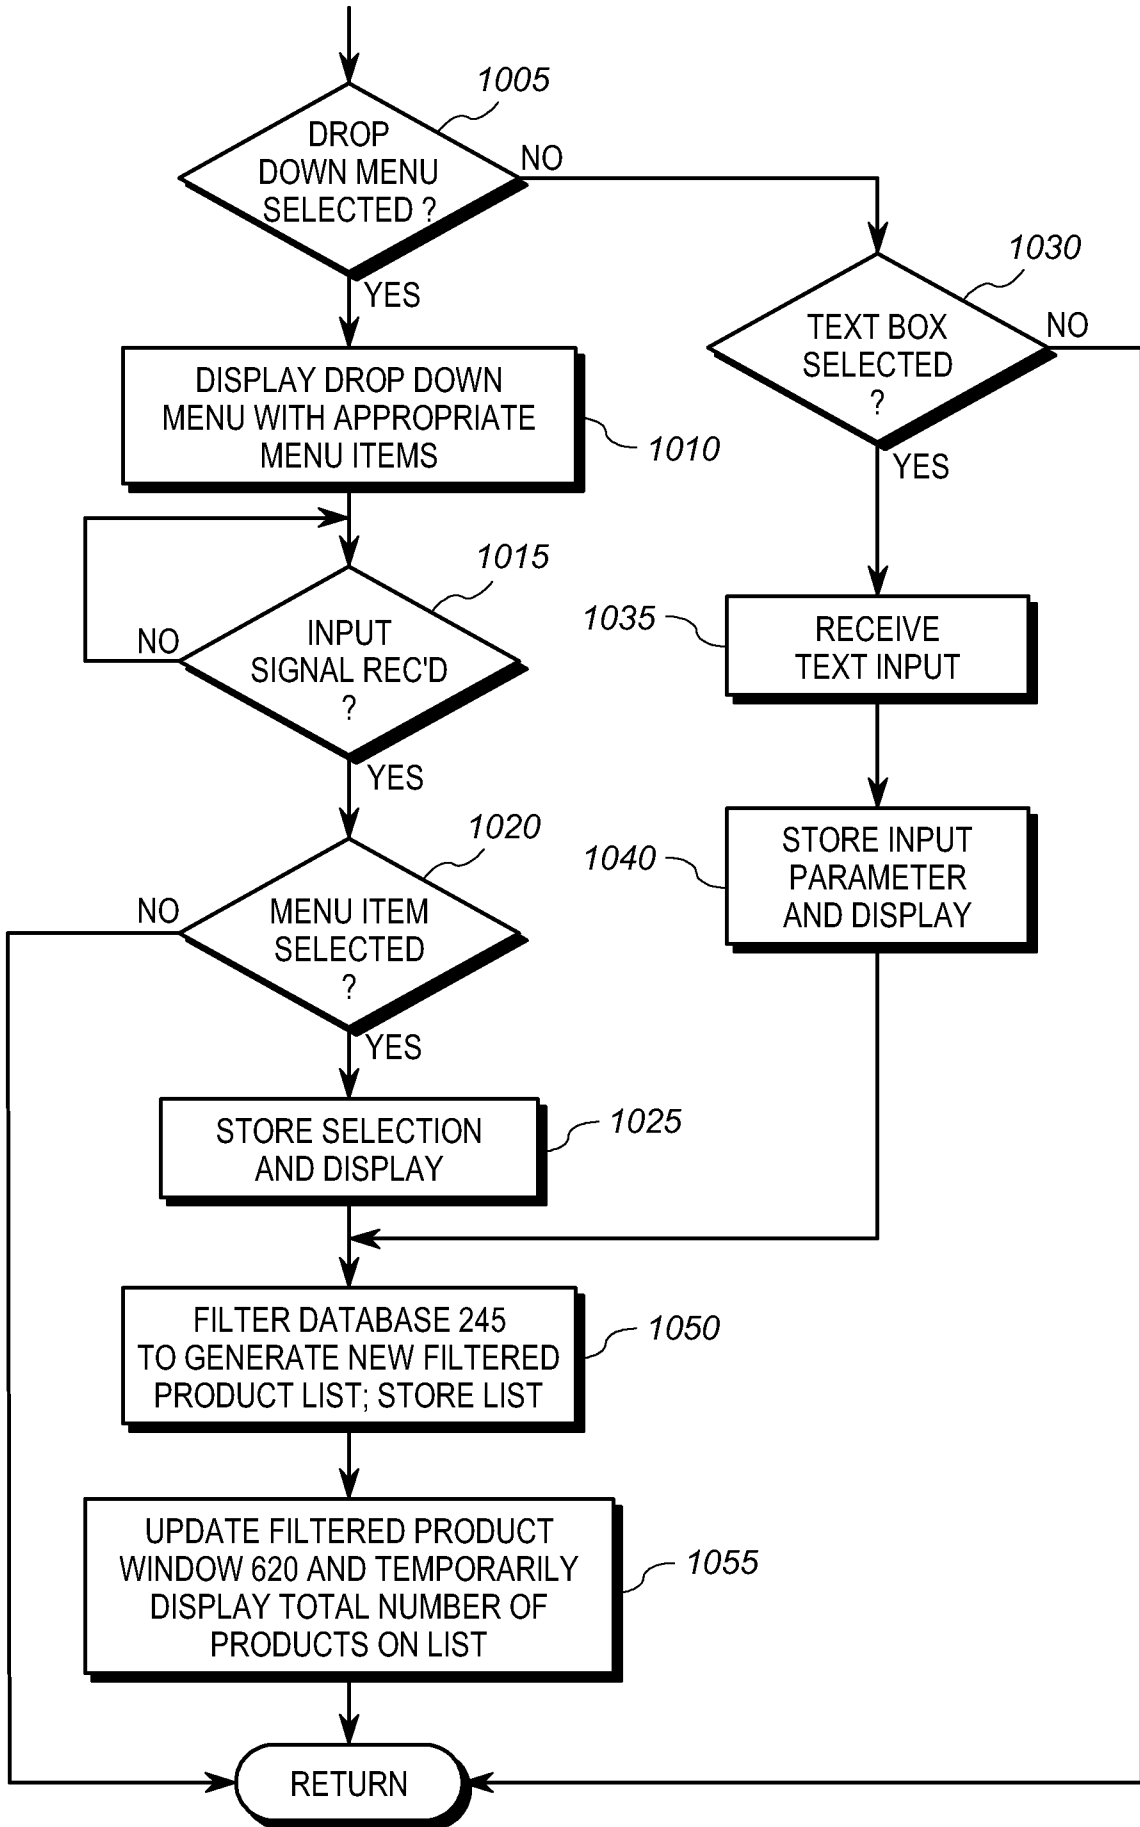 1005
DROP
DOWN MENU
SELECTED ?
NO
YES
1030
TEXT BOX
SELECTED
?
NO
YES
DISPLAY DROP DOWN
MENU WITH APPROPRIATE
MENU ITEMS
1010
1015
INPUT
SIGNAL REC'D
?
NO
YES
1035
RECEIVE
TEXT INPUT
1020
MENU ITEM
SELECTED
?
NO
YES
1040
STORE INPUT
PARAMETER
AND DISPLAY
STORE SELECTION
AND DISPLAY
1025
FILTER DATABASE 245
TO GENERATE NEW FILTERED
PRODUCT LIST; STORE LIST
1050
UPDATE FILTERED PRODUCT
WINDOW 620 AND TEMPORARILY
DISPLAY TOTAL NUMBER OF
PRODUCTS ON LIST
1055
RETURN